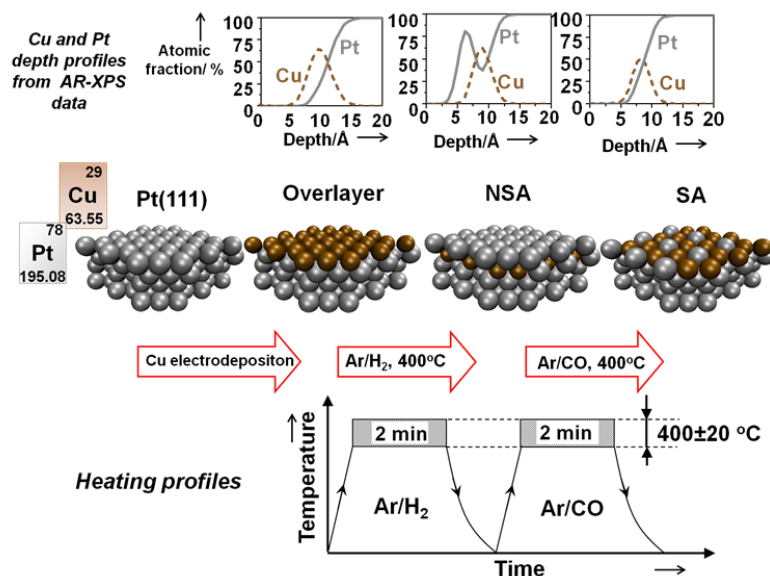 Cu and Pt
depth profiles
from AR-XPS
data
Atomic
fraction/ %
100
75
50
25
0
Cu
Pt
0 5 10 15 20
Depth/Å
100
75
50
25
0
Pt
Cu
0 5 10 15 20
Depth/Å
100
75
50
25
0
Pt
Cu
0 5 10 15 20
Depth/Å
29
Cu
63.55
78
Pt
195.08
Pt(111)
Overlayer
NSA
SA
Cu electrodepositon
Ar/H₂, 400°C
Ar/CO, 400°C
Heating profiles
Temperature
2 min
2 min
400±20 °C
Ar/H₂
Ar/CO
Time